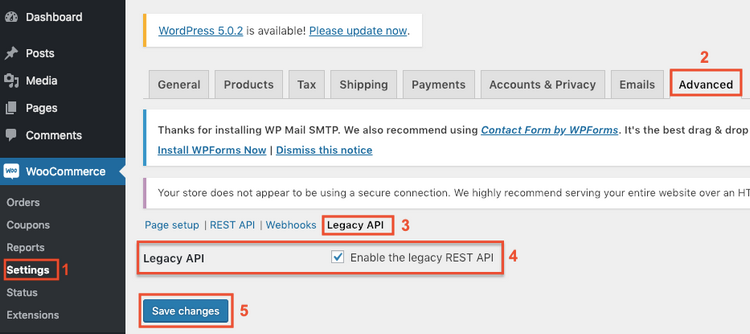 Dashboard
Posts
Media
Pages
Comments
WOO
WooCommerce
Orders
Coupons
Reports
Settings 1
Status
Extensions
WordPress 5.0.2 is available! Please update now.
2
General Products Tax Shipping Payments Accounts & Privacy Emails Advanced
Thanks for installing WP Mail SMTP. We also recommend using Contact Form by WPForms. It's the best drag & drop
Install WPForms Now | Dismiss this notice
Your store does not appear to be using a secure connection. We highly recommend serving your entire website over an HT
Page setup | REST API | Webhooks Legacy API 3
Legacy API Enable the legacy REST API 4
Save changes 5